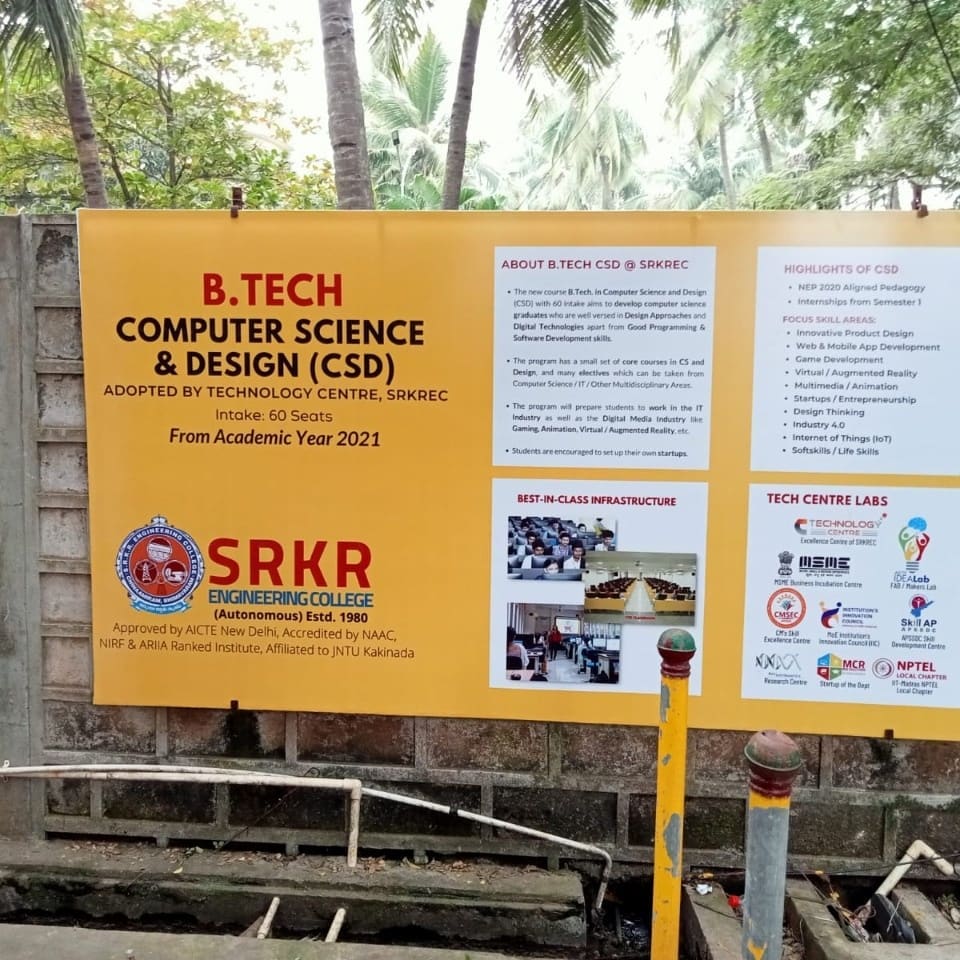 B.TECH
COMPUTER SCIENCE
& DESIGN (CSD)
ADOPTED BY TECHNOLOGY CENTRE, SRKREC
Intake: 60 Seats
From Academic Year 2021
SRKR
ENGINEERING COLLEGE
(Autonomous) Estd. 1980
Approved by AICTE New Delhi, Accredited by NAAC,
NIRF & ARIIA Ranked Institute, Affiliated to JNTU Kakinada
ABOUT B.TECH CSD @ SRKREC
• The new course B.Tech. in Computer Science and Design
(CSD) with 60 intake aims to develop computer science
graduates who are well versed in Design Approaches and
Digital Technologies apart from Good Programming &
Software Development skills.
• The program has a small set of core courses in CS and
Design, and many electives which can be taken from
Computer Science / IT / Other Multidisciplinary Areas.
• The program will prepare students to work in the IT
Industry as well as the Digital Media Industry like
Gaming, Animation, Virtual / Augmented Reality, etc.
• Students are encouraged to set up their own startups.
BEST-IN-CLASS INFRASTRUCTURE
HIGHLIGHTS OF CSD
• NEP 2020 Aligned Pedagogy
• Internships from Semester 1
FOCUS SKILL AREAS:
• Innovative Product Design
• Web & Mobile App Development
• Game Development
• Virtual / Augmented Reality
• Multimedia / Animation
• Startups / Entrepreneurship
• Design Thinking
• Industry 4.0
• Internet of Things (IoT)
• Softskills / Life Skills
TECH CENTRE LABS
TECHNOLOGY
CENTRE
Excellence Centre of SRKREC
MSME
MSME Business Incubation Centre
IDEALab
FAB / Makers Lab
CMSEC
CM's Skill
Excellence Centre
INSTITUTION'S
INNOVATION
COUNCIL
MoE Institution's
Innovation Council (IIC)
Skill AP
APSSDC
APSSDC Skill
Development Centre
Research Centre
MCR
Startup of the Dept
NPTEL
LOCAL CHAPTER
IIT-Madras NPTEL
Local Chapter